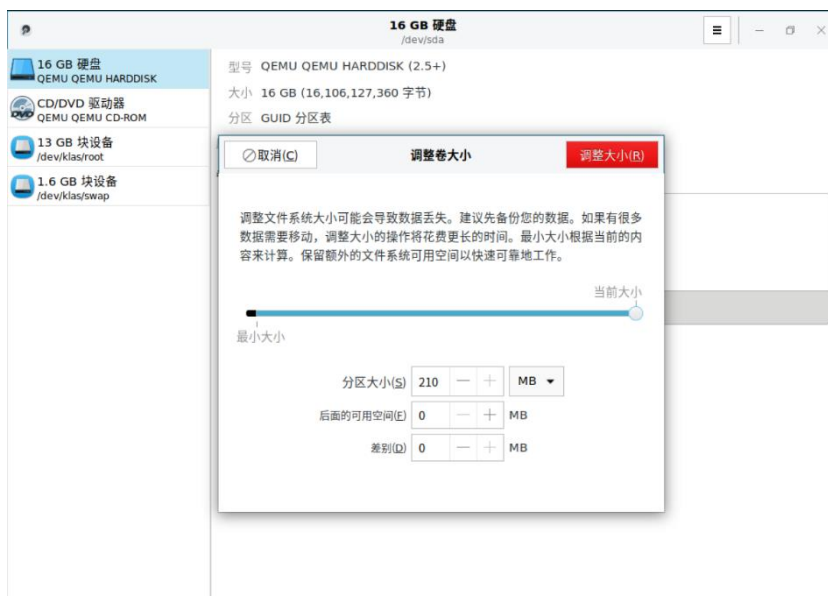 16 GB 硬盘
/dev/sda
16 GB 硬盘
QEMU QEMU HARDDISK
CD/DVD 驱动器
QEMU QEMU CD-ROM
13 GB 块设备
/dev/klas/root
1.6 GB 块设备
/dev/klas/swap
型号 QEMU QEMU HARDDISK (2.5+)
大小 16 GB (16,106,127,360 字节)
分区 GUID 分区表
取消(C)
调整卷大小
调整大小(R)
调整文件系统大小可能会导致数据丢失。建议先备份您的数据。如果有很多
数据需要移动，调整大小的操作将花费更长的时间。最小大小根据当前的内
容来计算。保留额外的文件系统可用空间以快速可靠地工作。
当前大小
最小大小
分区大小(S) 210 MB
后面的可用空间(F) 0 MB
差别(D) 0 MB